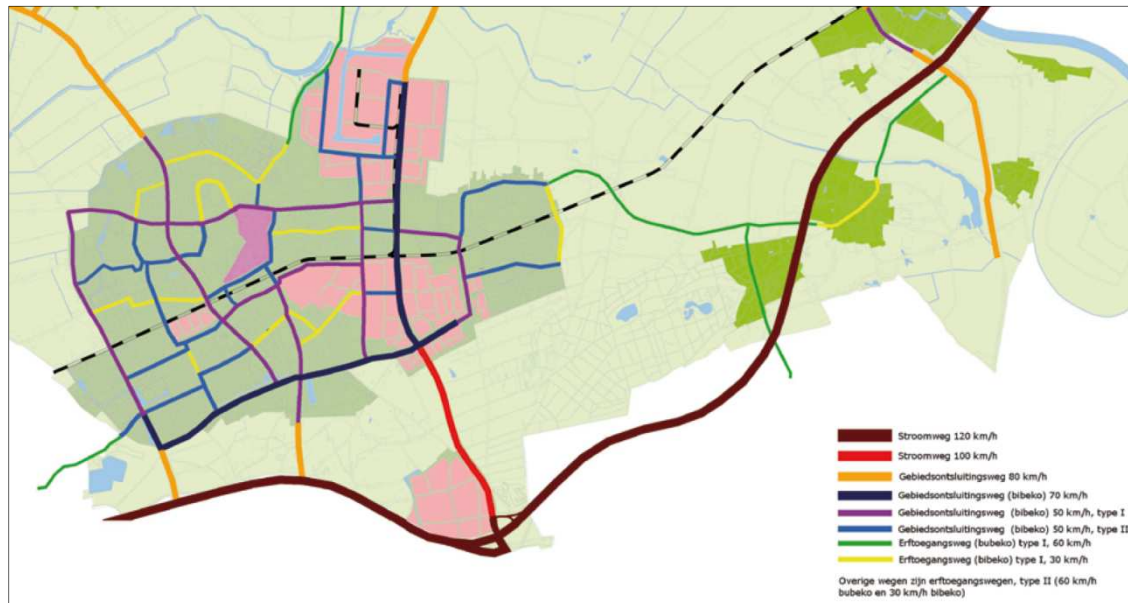 Stroomweg 120 km/h
Stroomweg 100 km/h
Gebiedsontsluitingsweg 80 km/h
Gebiedsontsluitingsweg (bibeko) 70 km/h
Gebiedsontsluitingsweg (bibeko) 50 km/h, type I
Gebiedsontsluitingsweg (bibeko) 50 km/h, type II
Erftoegangsweg (bubeko) type I, 60 km/h
Erftoegangsweg (bibeko) type I, 30 km/h
Overige wegen zijn erftoegangswegen, type II (60 km/h
bubeko en 30 km/h bibeko)